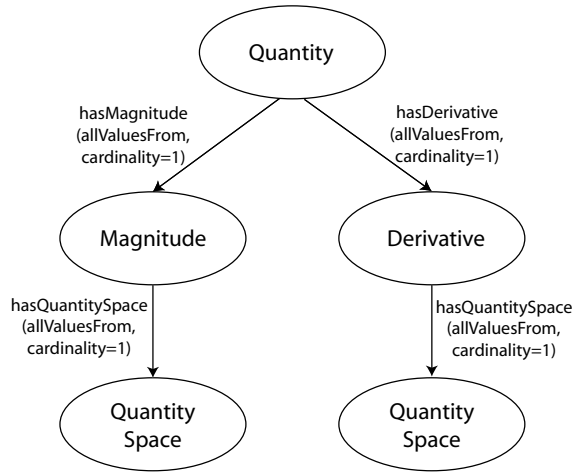 Quantity
hasMagnitude
(allValuesFrom,
cardinality=1)
hasDerivative
(allValuesFrom,
cardinality=1)
Magnitude
Derivative
hasQuantitySpace
(allValuesFrom,
cardinality=1)
hasQuantitySpace
(allValuesFrom,
cardinality=1)
Quantity
Space
Quantity
Space